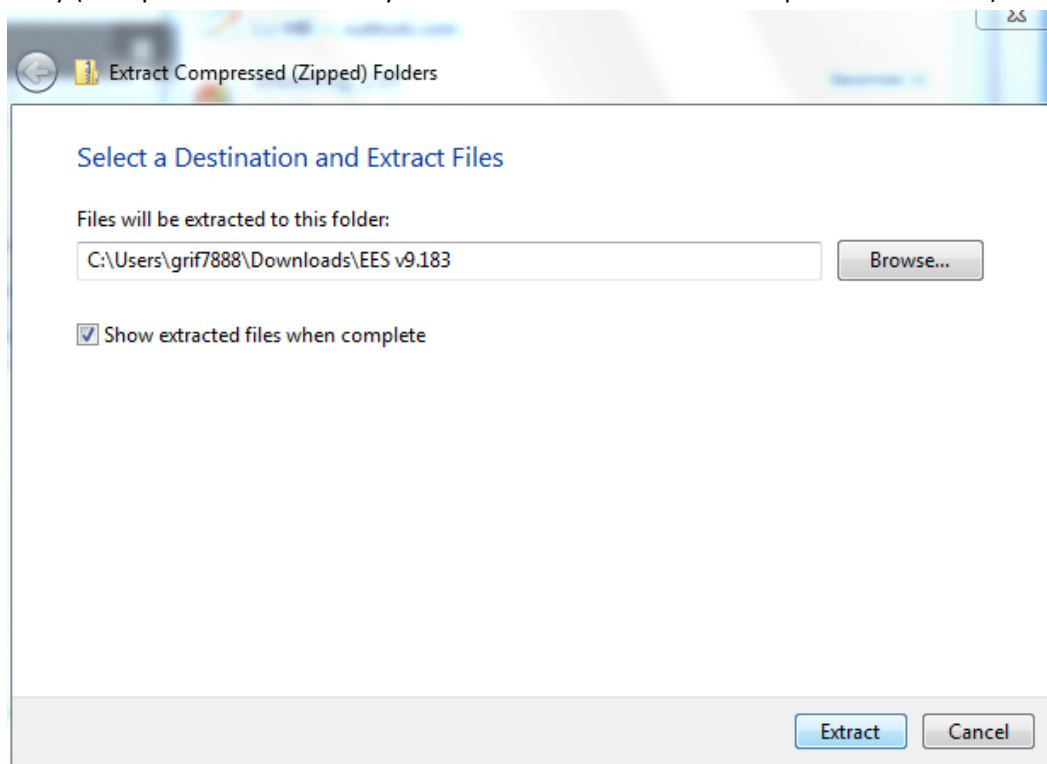 Extract Compressed (Zipped) Folders
Select a Destination and Extract Files
Files will be extracted to this folder:
C:\Users\grif7888\Downloads\EES v9.183
Browse...
Show extracted files when complete
Extract
Cancel